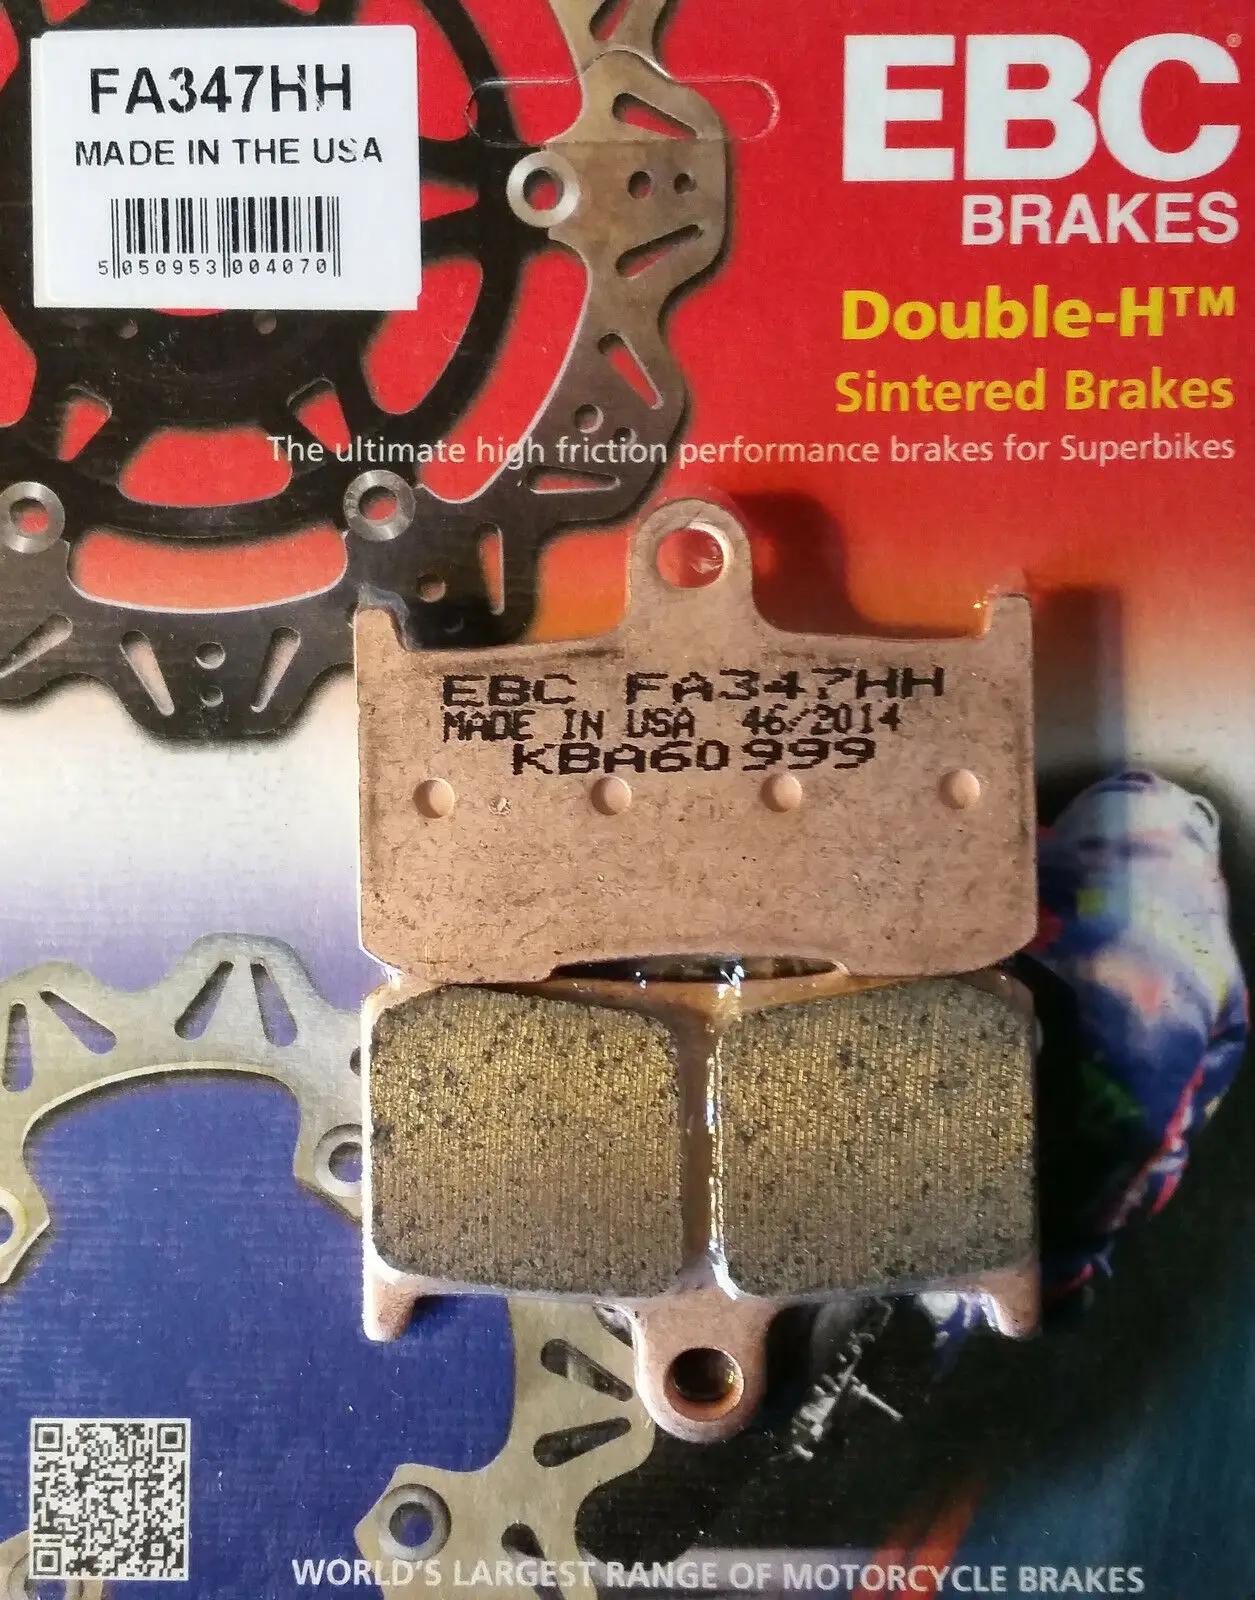 FA347HH
MADE IN THE USA
5 050953 004070
EBC®
BRAKES
Double-H™
Sintered Brakes
The ultimate high friction performance brakes for Superbikes
EBC FA347HH
MADE IN USA 46/2014
KBA60999
WORLD'S LARGEST RANGE OF MOTORCYCLE BRAKES